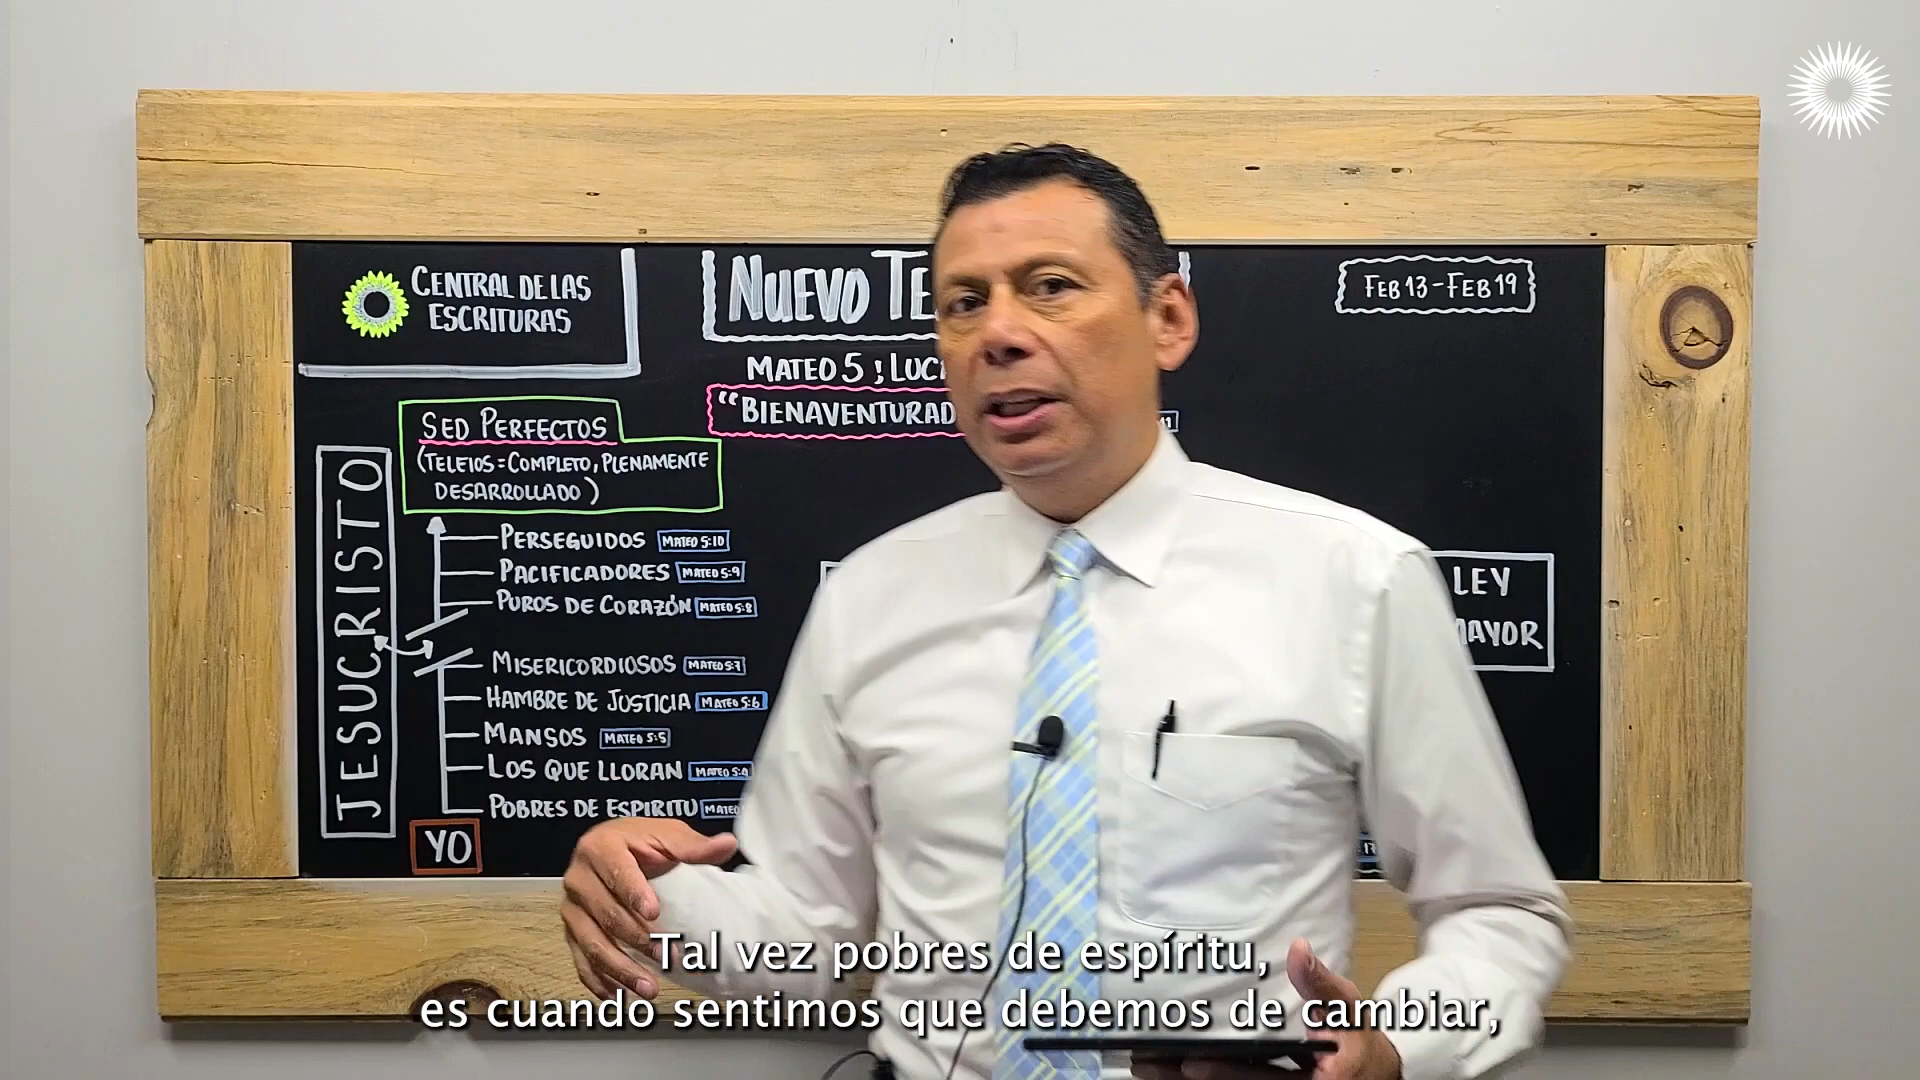 CENTRAL DE LAS
ESCRITURAS
NUEVO
FEB 13 - FEB 19
MATEO 5 ;
"BIENAVENTURAD
SED PERFECTOS
(TELEIOS = COMPLETO, PLENAMENTE
DESARROLLADO)
JESUCRISTO
PERSEGUIDOS MATEO 5:10
PACIFICADORES MATEO 5:9
PUROS DE CORAZÓN MATEO 5:8
MISERICORDIOSOS MATEO 5:7
HAMBRE DE JUSTICIA MATEO 5:6
MANSOS MATEO 5:5
LOS QUE LLORAN MATEO 5:4
POBRES DE ESPIRITU MATEO
YO
LEY
MAYOR
Tal vez pobres de espíritu,
es cuando sentimos que debemos de cambiar,